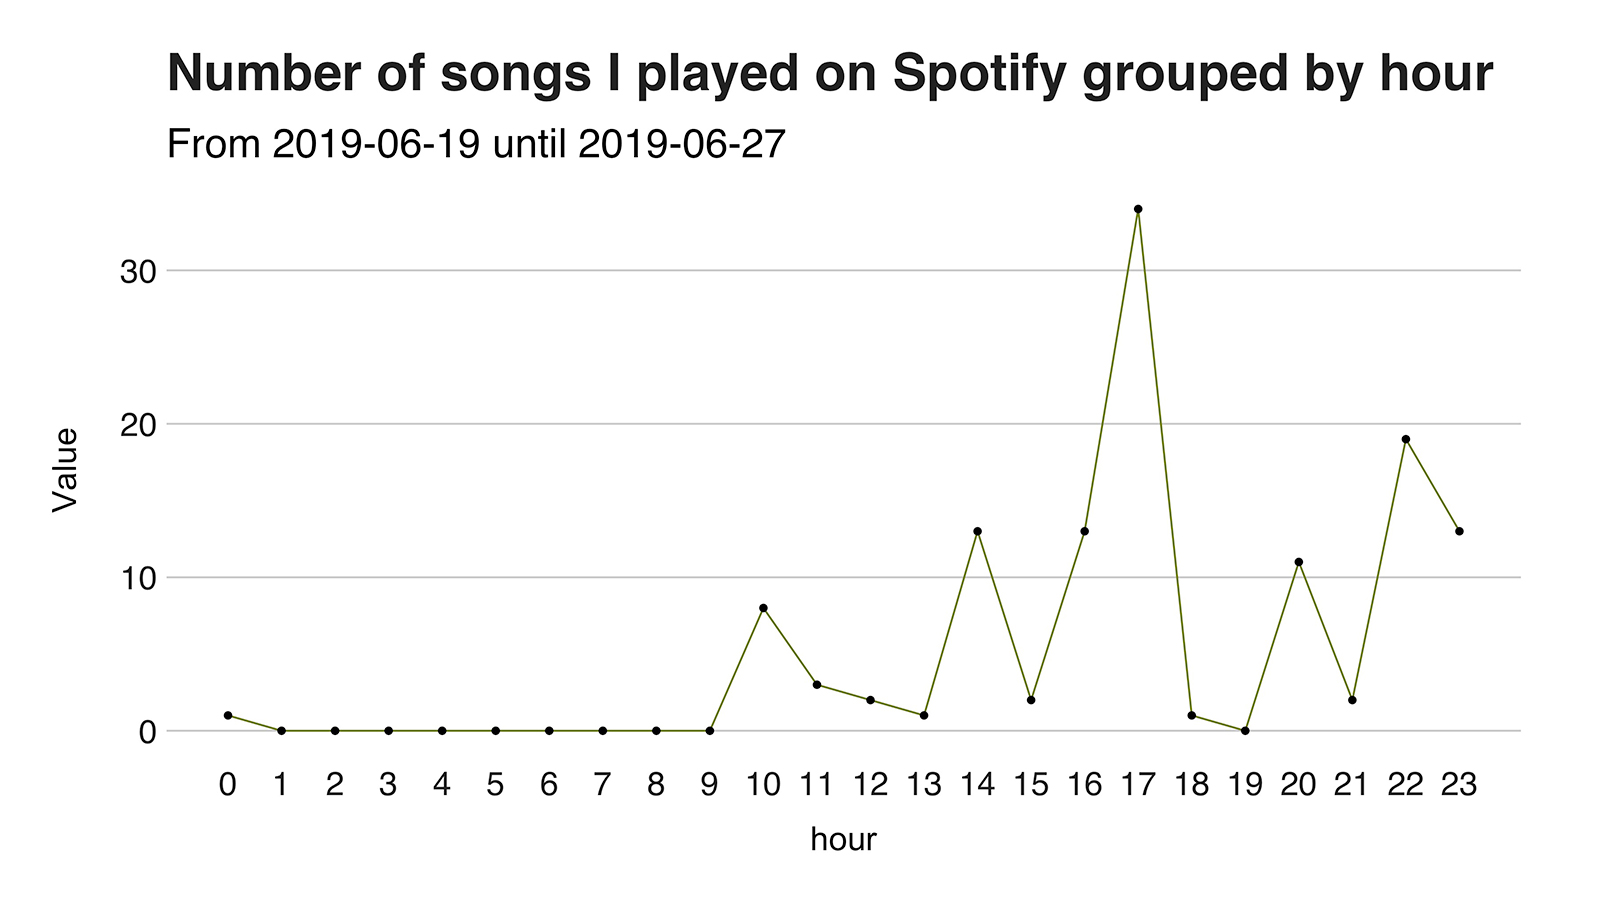 Number of songs I played on Spotify grouped by hour
From 2019-06-19 until 2019-06-27
30
20
10
0
Value
0 1 2 3 4 5 6 7 8 9 10 11 12 13 14 15 16 17 18 19 20 21 22 23
hour